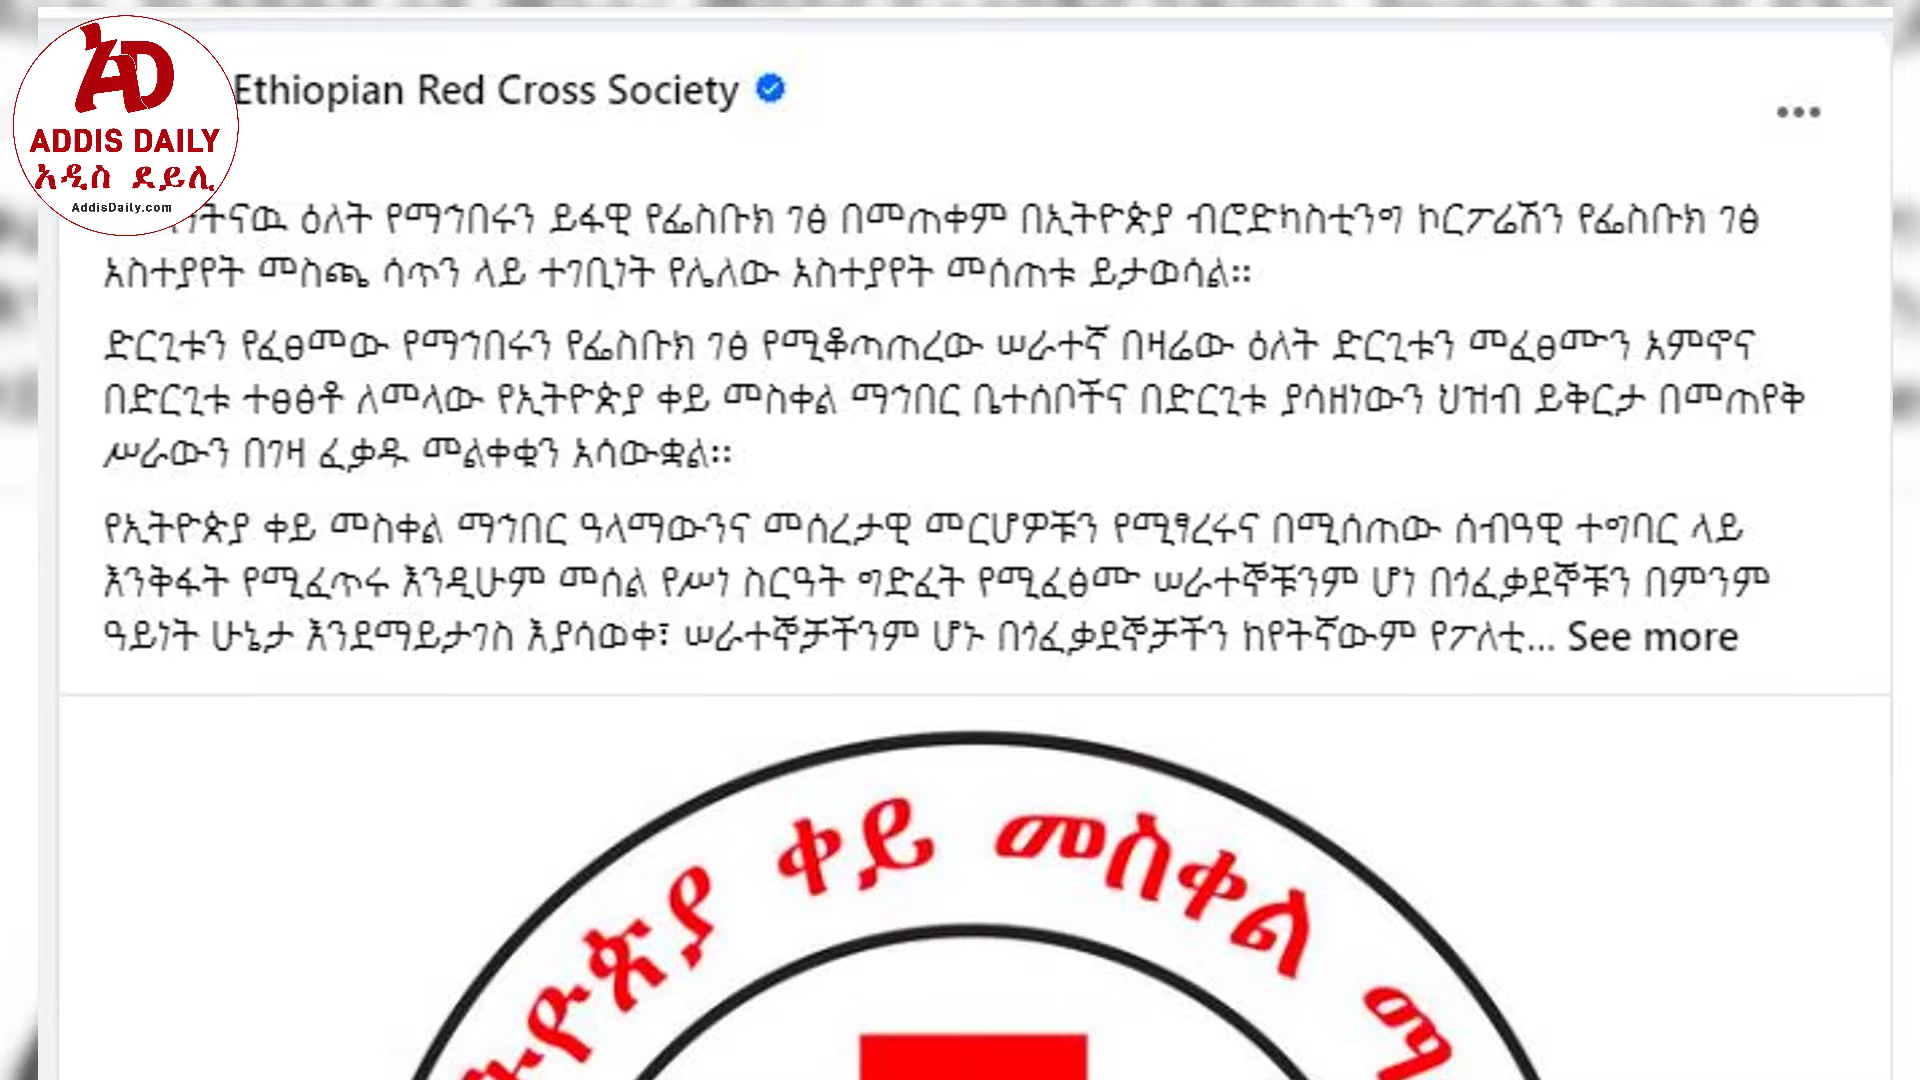 AD
ADDIS DAILY
አዲስ ደይሊ
AddisDaily.com
Ethiopian Red Cross Society
ዕለት የማኅበሩን ይፋዊ የፌስቡክ ገፅ በመጠቀም በኢትዮጵያ ብሮድካስቲንግ ኮርፖሬሽን የፌስቡክ ገፅ
አስተያየት መስጫ ሳጥን ላይ ተገቢነት የሌለው አስተያየት መሰጠቱ ይታወሳል፡፡
ድርጊቱን የፈፀመው የማኅበሩን የፌስቡክ ገፅ የሚቆጣጠረው ሠራተኛ በዛሬው ዕለት ድርጊቱን መፈፀሙን አምኖና
በድርጊቱ ተፀፅቶ ለመላው የኢትዮጵያ ቀይ መስቀል ማኅበር ቤተሰቦችና በድርጊቱ ያሳዘነውን ህዝብ ይቅርታ በመጠየቅ
ሥራውን በገዛ ፈቃዱ መልቀቁን አሳውቋል፡፡
የኢትዮጵያ ቀይ መስቀል ማኅበር ዓላማውንና መሰረታዊ መርሆዎቹን የሚፃረሩና በሚሰጠው ሰብዓዊ ተግባር ላይ
እንቅፋት የሚፈጥሩ እንዲሁም መሰል የሥነ ስርዓት ግድፈት የሚፈፅሙ ሠራተኞቹንም ሆነ በጎፈቃደኞቹን በምንም
ዓይነት ሁኔታ እንደማይታገስ እያሳወቀ፣ ሠራተኞቻችንም ሆኑ በጎፈቃደኞቻችን ከየትኛውም የፖለቲ... See more
ቀይ መስቀል